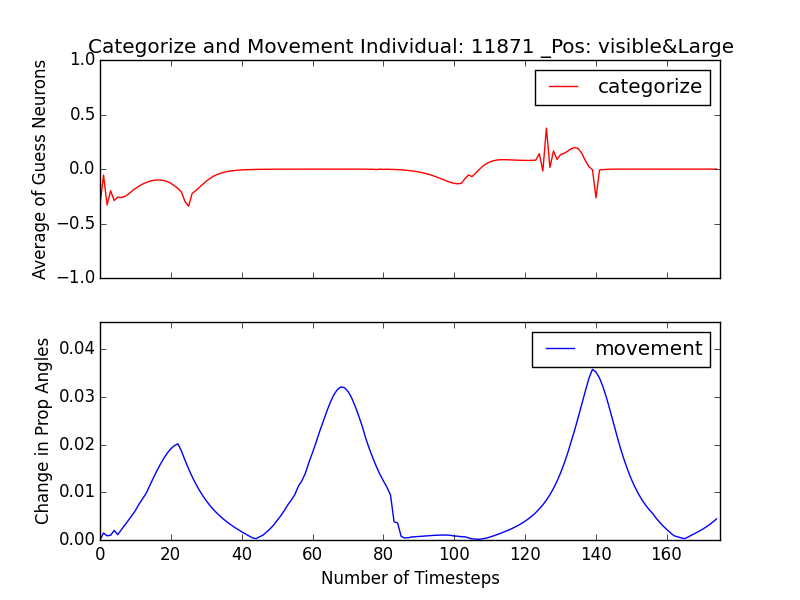 Categorize and Movement Individual: 11871 _Pos: visible&Large
1.0
0.5
0.0
−0.5
−1.0
Average of Guess Neurons
categorize
0.04
0.03
0.02
0.01
0.00
Change in Prop Angles
movement
0 20 40 60 80 100 120 140 160
Number of Timesteps